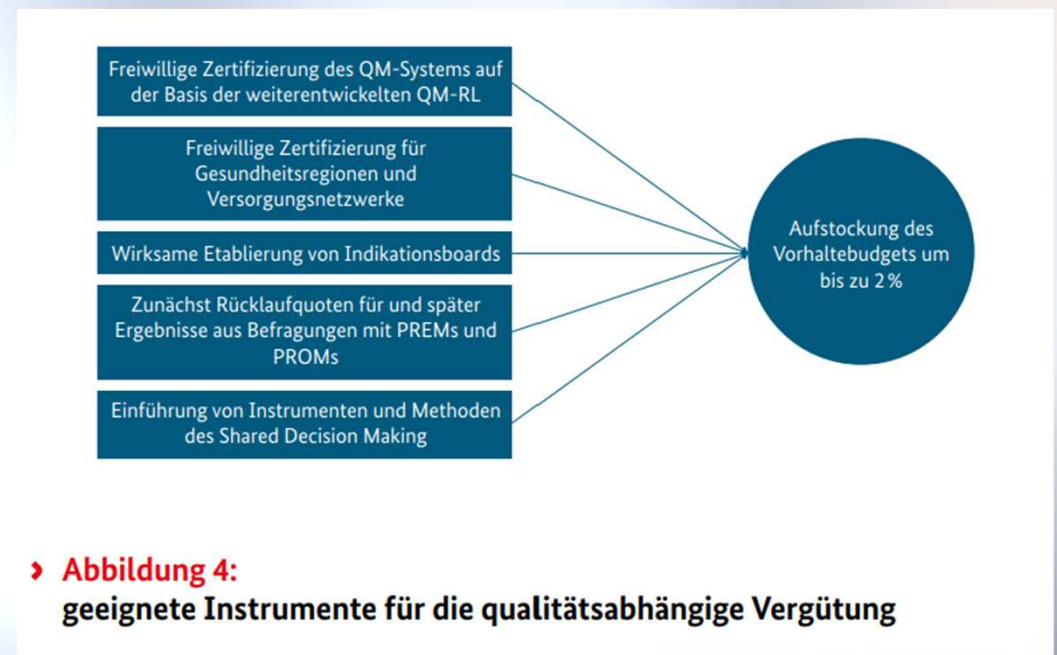 Freiwillige Zertifizierung des QM-Systems auf
der Basis der weiterentwickelten QM-RL
Freiwillige Zertifizierung für
Gesundheitsregionen und
Versorgungsnetzwerke
Wirksame Etablierung von Indikationsboards
Zunächst Rücklaufquoten für und später
Ergebnisse aus Befragungen mit PREMs und
PROMs
Einführung von Instrumenten und Methoden
des Shared Decision Making
Aufstockung des
Vorhaltebudgets um
bis zu 2 %
› Abbildung 4:
geeignete Instrumente für die qualitätsabhängige Vergütung